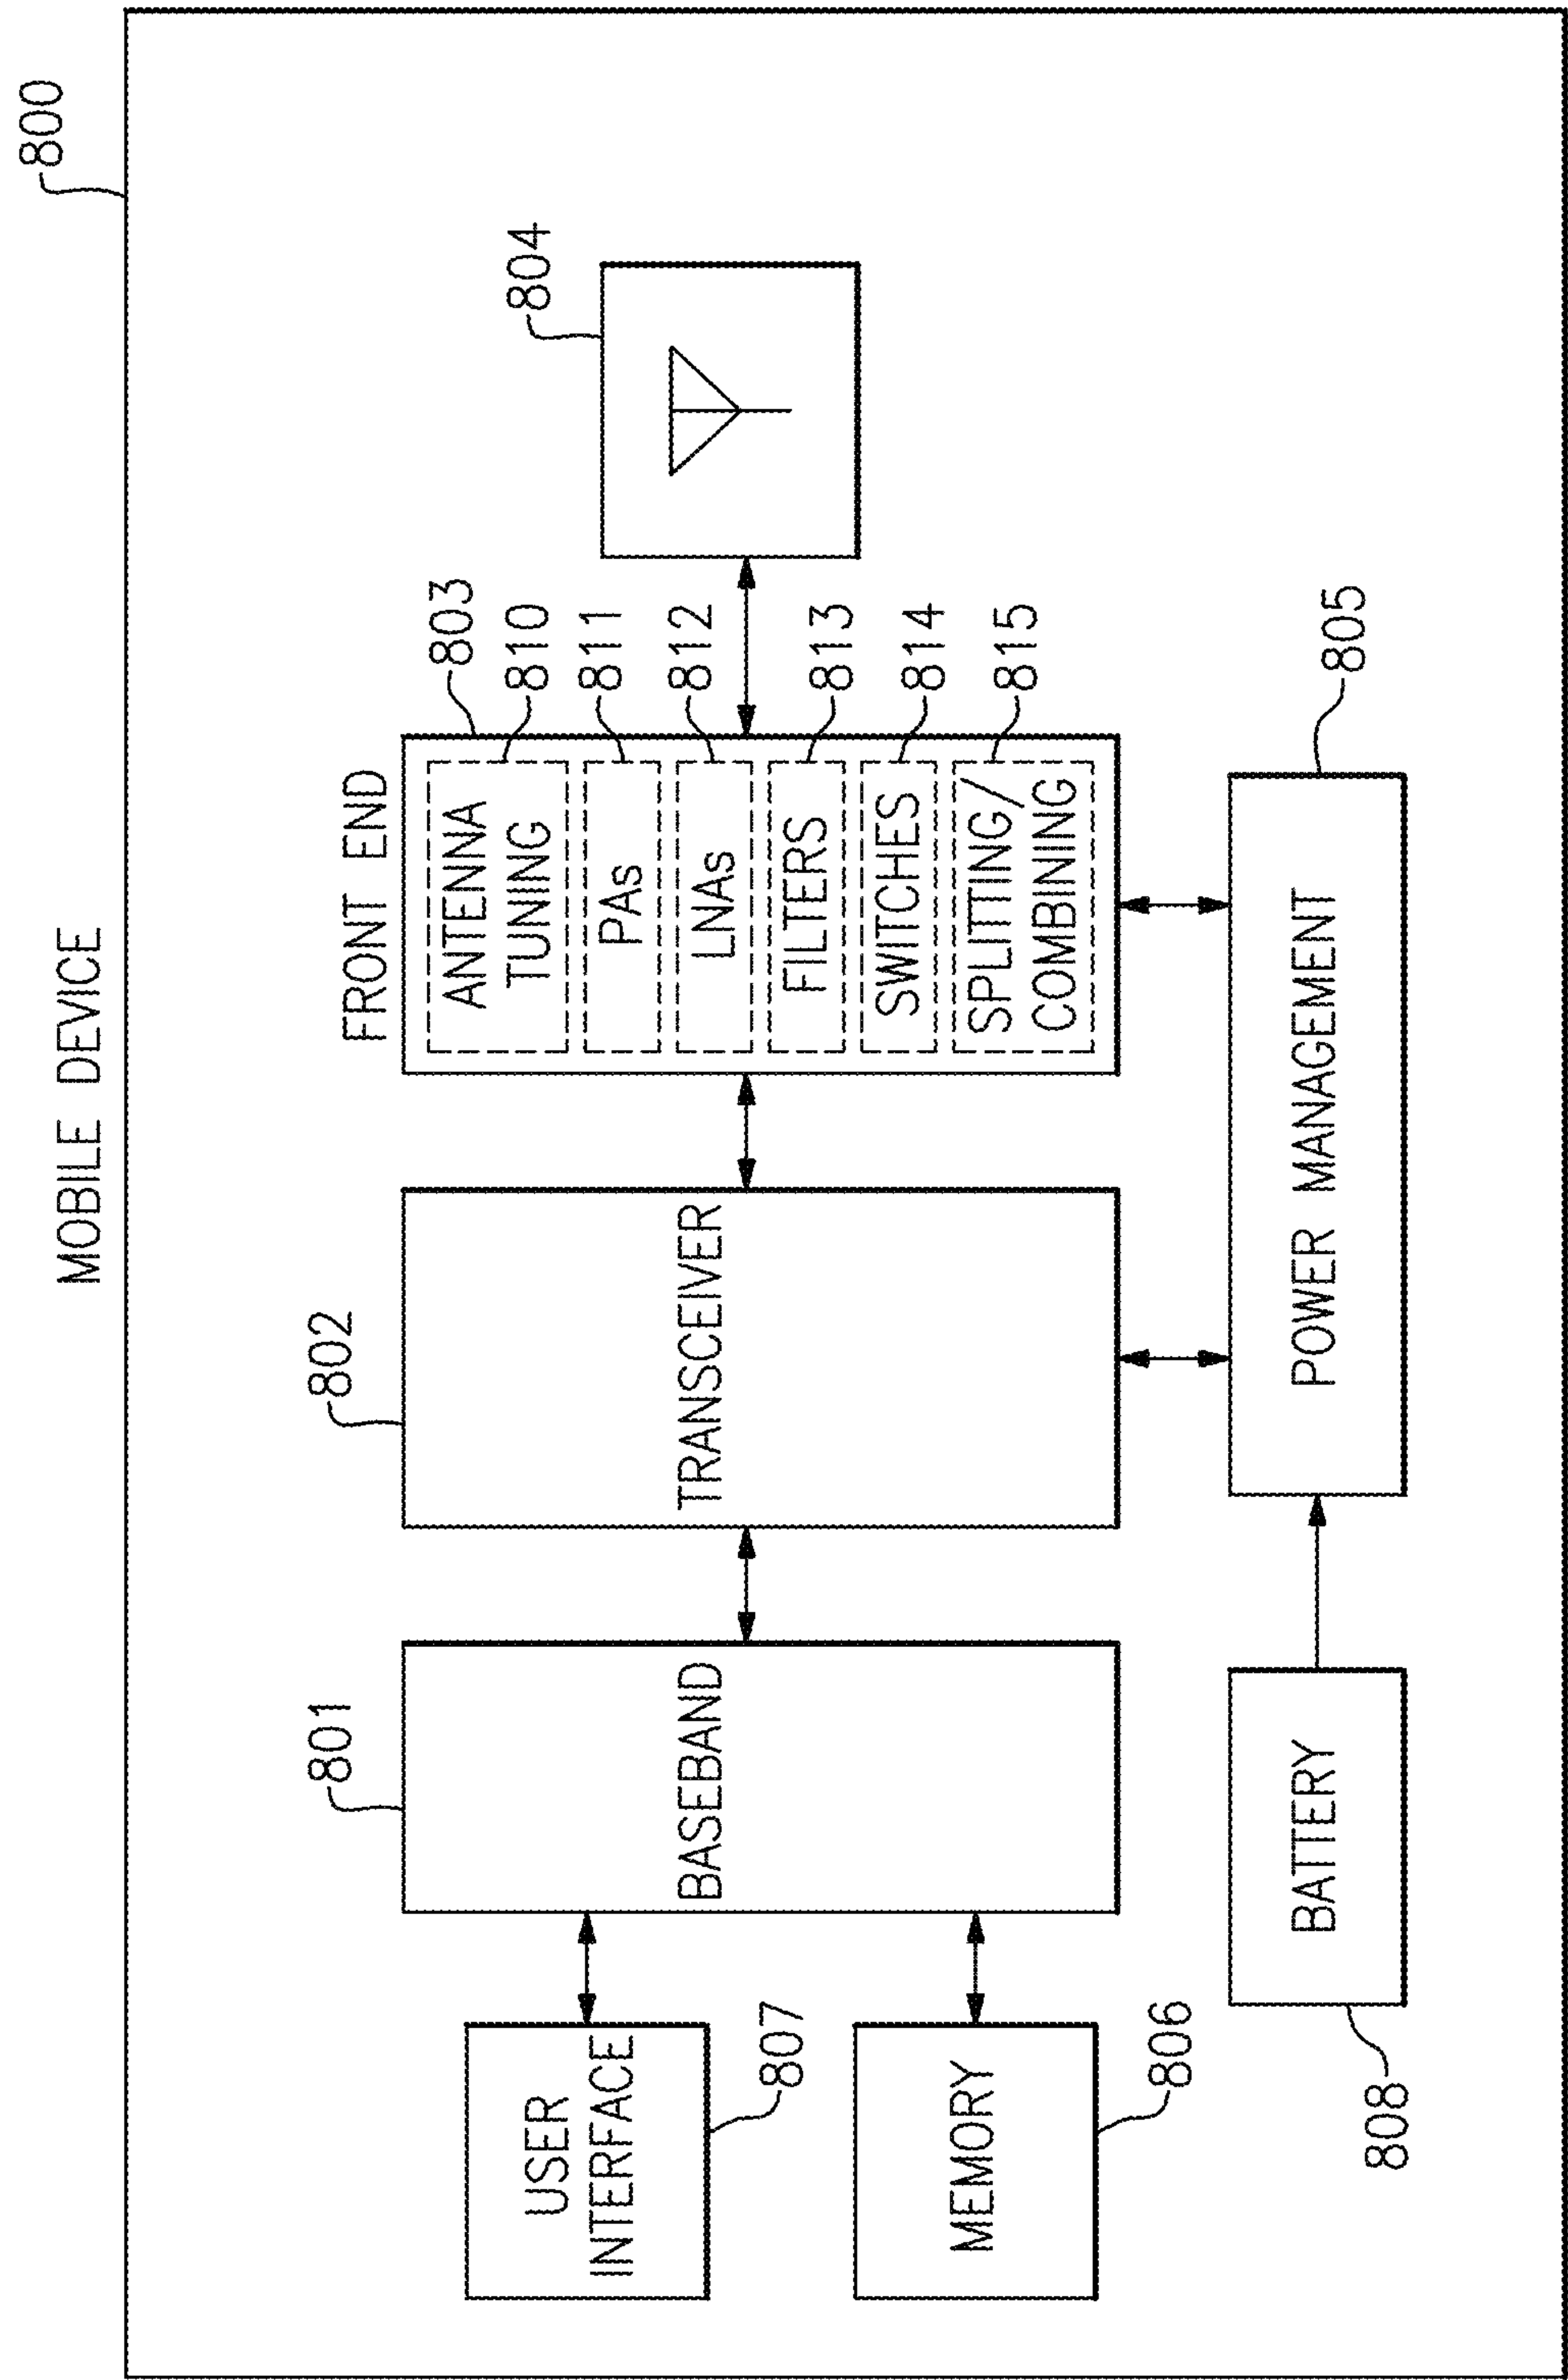 MOBILE DEVICE
800
802
801
FRONT END
803
804
USER
INTERFACE
807
MEMORY
806
BASEBAND
TRANSCEIVER
ANTENNA
TUNING
810
PAs
811
LNAs
812
FILTERS
813
SWITCHES
814
SPLITTING/
COMBINING
815
BATTERY
808
POWER MANAGEMENT
805